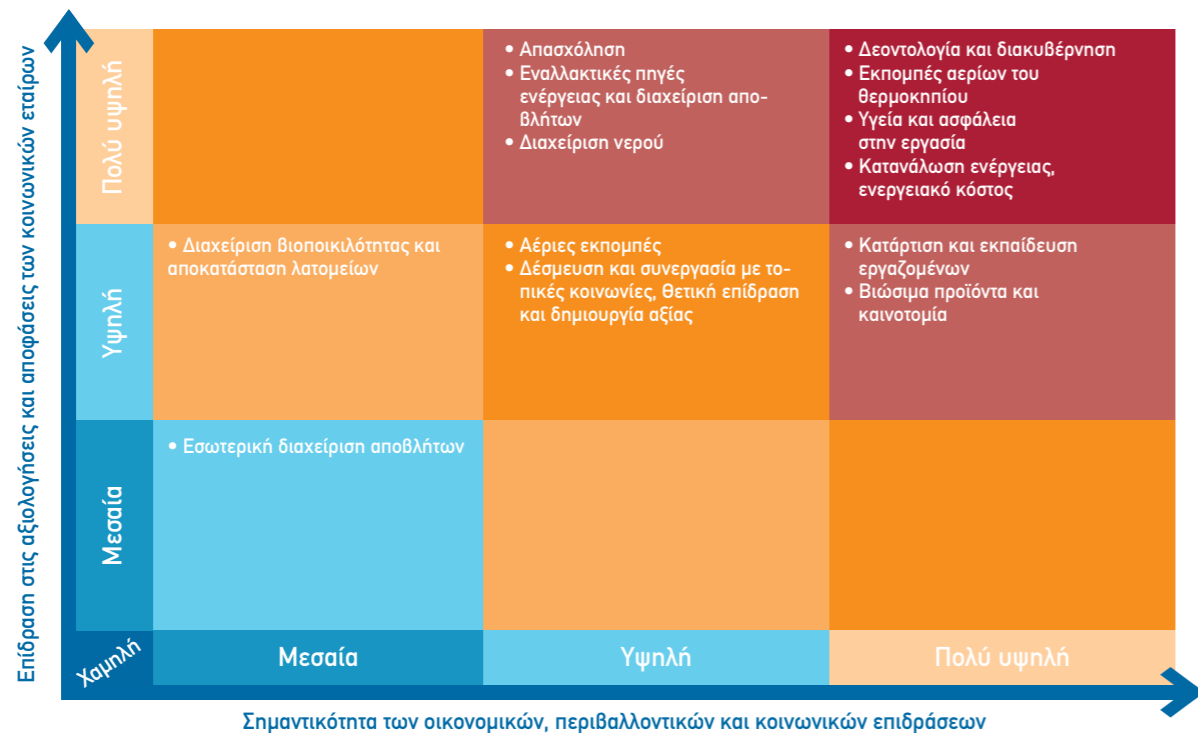 Επίδραση στις αξιολογήσεις και αποφάσεις των κοινωνικών εταίρων
Πολύ υψηλή
• Απασχόληση
• Εναλλακτικές πηγές
ενέργειας και διαχείριση απο-
βλήτων
• Διαχείριση νερού
• Δεοντολογία και διακυβέρνηση
• Εκπομπές αερίων του
θερμοκηπίου
• Υγεία και ασφάλεια
στην εργασία
• Κατανάλωση ενέργειας,
ενεργειακό κόστος
Υψηλή
• Διαχείριση βιοποικιλότητας και
αποκατάσταση λατομείων
• Αέριες εκπομπές
• Δέσμευση και συνεργασία με το-
πικές κοινωνίες, θετική επίδραση
και δημιουργία αξίας
• Κατάρτιση και εκπαίδευση
εργαζομένων
• Βιώσιμα προϊόντα και
καινοτομία
Μεσαία
• Εσωτερική διαχείριση αποβλήτων
Χαμηλή
Μεσαία
Υψηλή
Πολύ υψηλή
Σημαντικότητα των οικονομικών, περιβαλλοντικών και κοινωνικών επιδράσεων